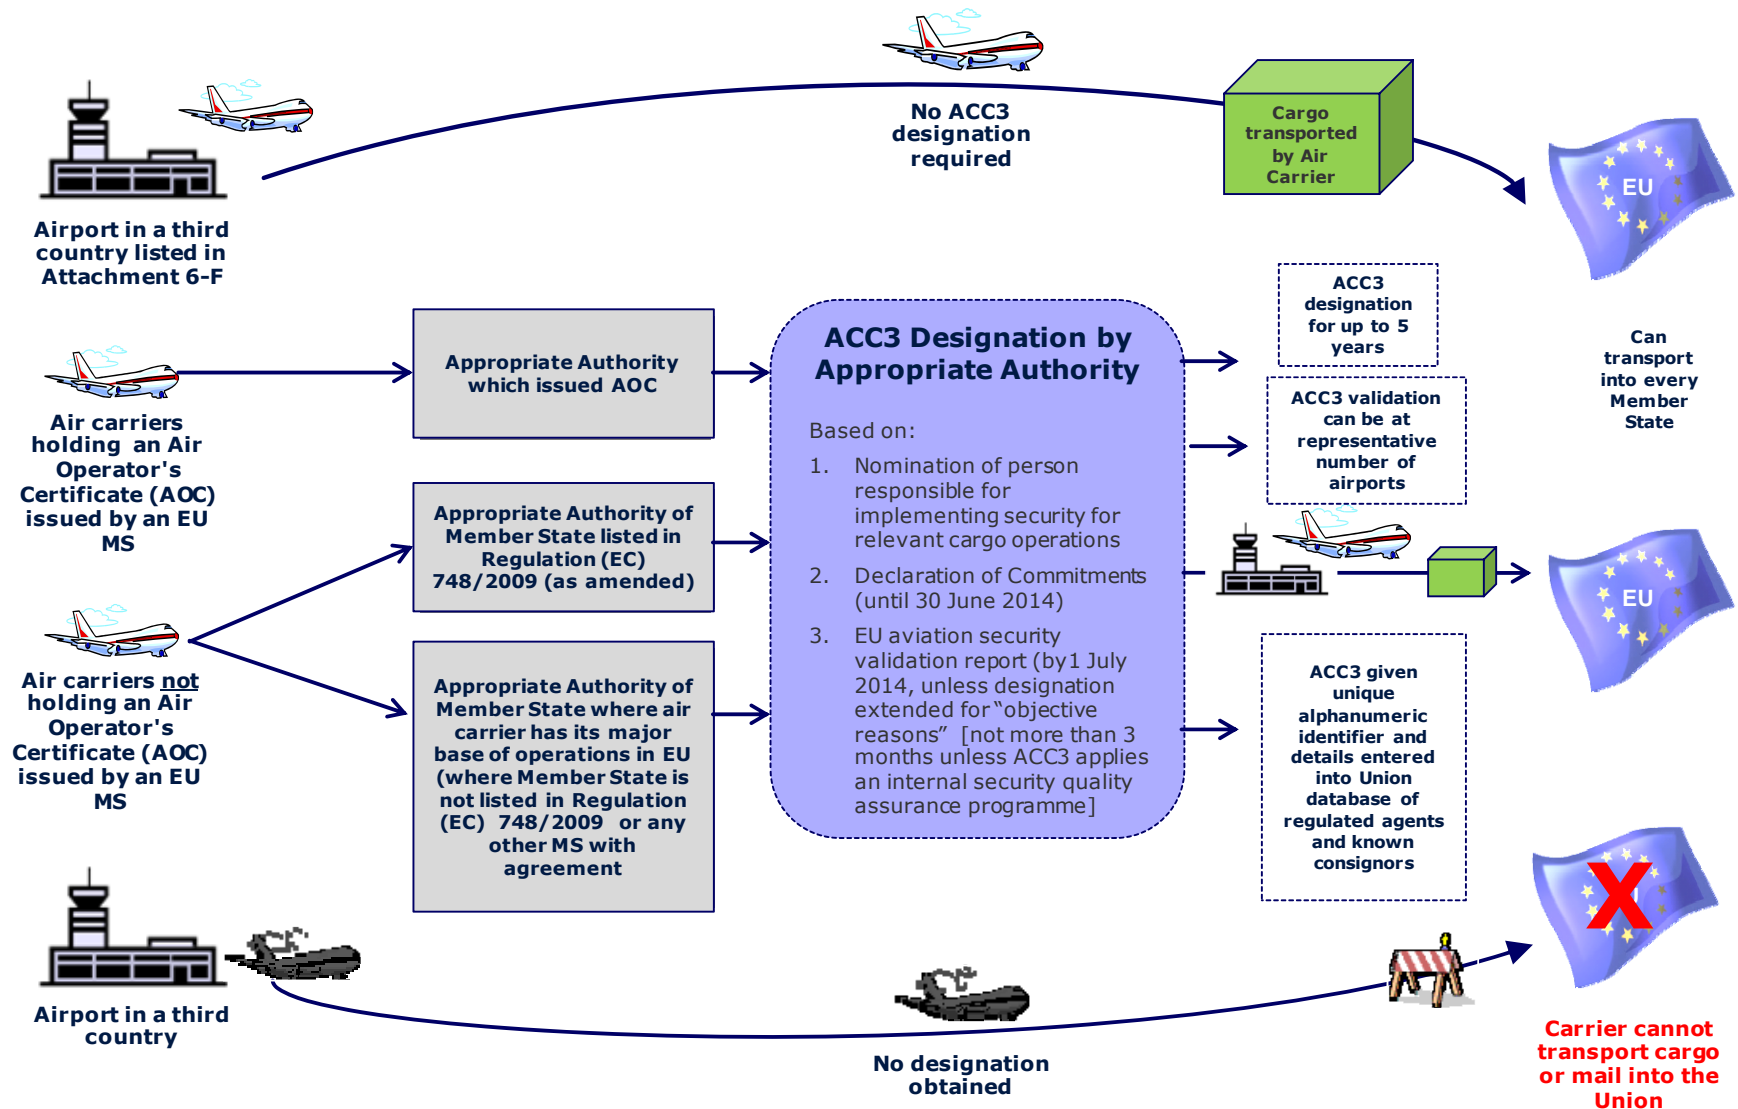 No ACC3
designation
required
Cargo
transported
by Air
Carrier
EU
Airport in a third
country listed in
Attachment 6-F
Can
transport
into every
Member
State
Air carriers
holding an Air
Operator's
Certificate (AOC)
issued by an EU
MS
Appropriate Authority
which issued AOC
Air carriers not
holding an Air
Operator's
Certificate (AOC)
issued by an EU
MS
Appropriate Authority of
Member State listed in
Regulation (EC)
748/2009 (as amended)
Appropriate Authority of
Member State where air
carrier has its major
base of operations in EU
(where Member State is
not listed in Regulation
(EC) 748/2009 or any
other MS with
agreement
ACC3 Designation by
Appropriate Authority
Based on:
1. Nomination of person
responsible for
implementing security for
relevant cargo operations
2. Declaration of Commitments
(until 30 June 2014)
3. EU aviation security
validation report (by1 July
2014, unless designation
extended for “objective
reasons” [not more than 3
months unless ACC3 applies
an internal security quality
assurance programme]
ACC3
designation
for up to 5
years
ACC3 validation
can be at
representative
number of
airports
EU
ACC3 given
unique
alphanumeric
identifier and
details entered
into Union
database of
regulated agents
and known
consignors
Airport in a third
country
No designation
obtained
X
Carrier cannot
transport cargo
or mail into the
Union